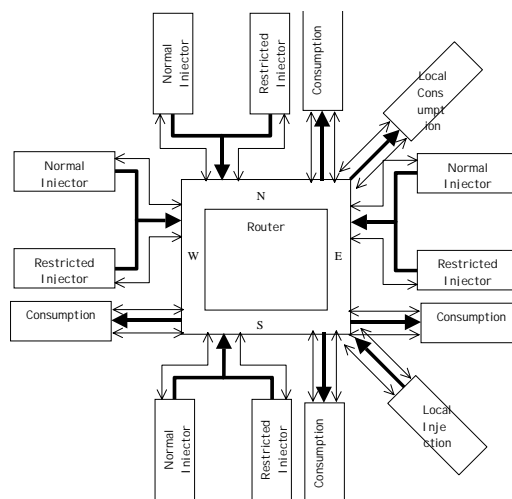 Normal
Injector
Restricted
Injector
Consumption
Local
Cons
umpt
ion
Normal
Injector
Normal
Injector
N
Router
W
E
S
Restricted
Injector
Restricted
Injector
Consumption
Consumption
Normal
Injector
Restricted
Injector
Consumption
Local
Inje
ction